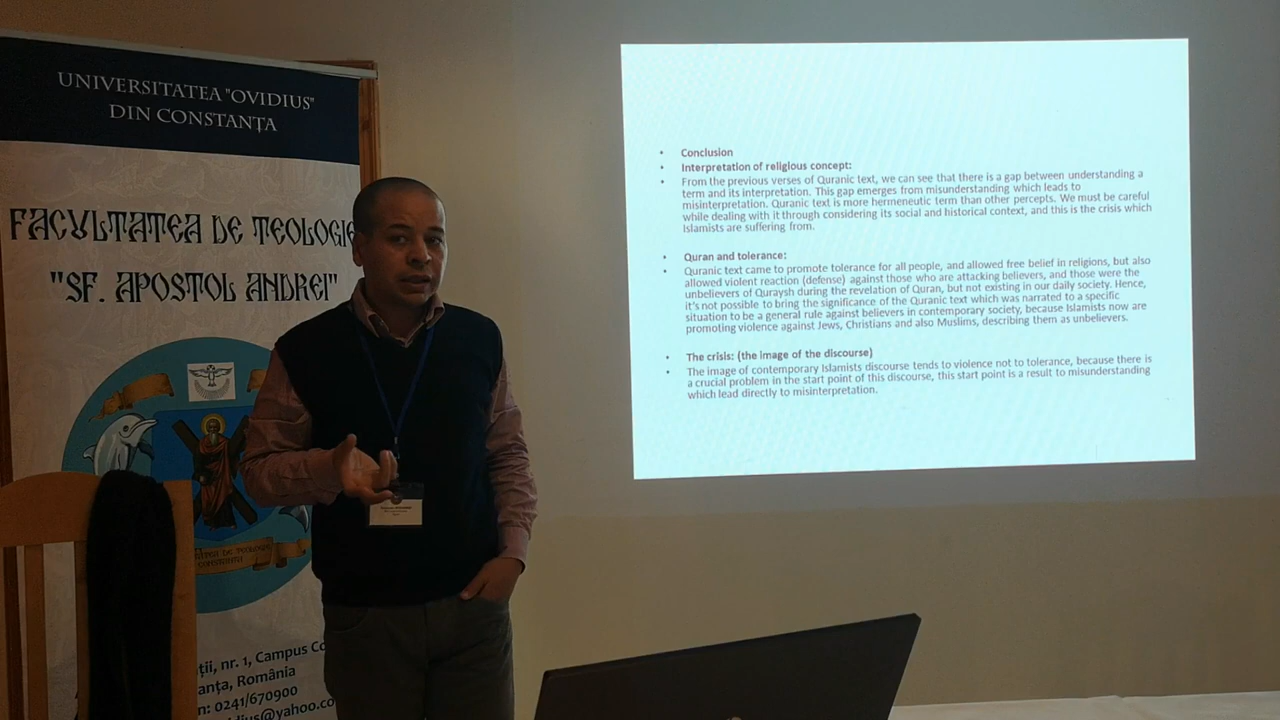 UNIVERSITATEA "OVIDIUS"
DIN CONSTANȚA
FACULTATEA DE TEOLOGIE
"SF. APOSTOL ANDREI"
TATEA DE TEOLOGIE
CONSTANTA
ții, nr. 1, Campus Co
anța, România
n: 0241/670900
vidius@yahoo.co
• Conclusion
• Interpretation of religious concept:
• From the previous verses of Quranic text, we can see that there is a gap between understanding a
term and its interpretation. This gap emerges from misunderstanding which leads to
misinterpretation. Quranic text is more hermeneutic term than other percepts. We must be careful
while dealing with it through considering its social and historical context, and this is the crisis which
Islamists are suffering from.
• Quran and tolerance:
• Quranic text came to promote tolerance for all people, and allowed free belief in religions, but also
allowed violent reaction (defense) against those who are attacking believers, and those were the
unbelievers of Quraysh during the revelation of Quran, but not existing in our daily society. Hence,
it's not possible to bring the significance of the Quranic text which was narrated to a specific
situation to be a general rule against believers in contemporary society, because Islamists now are
promoting violence against Jews, Christians and also Muslims, describing them as unbelievers.
• The crisis: (the image of the discourse)
• The image of contemporary Islamists discourse tends to violence not to tolerance, because there is
a crucial problem in the start point of this discourse, this start point is a result to misunderstanding
which lead directly to misinterpretation.